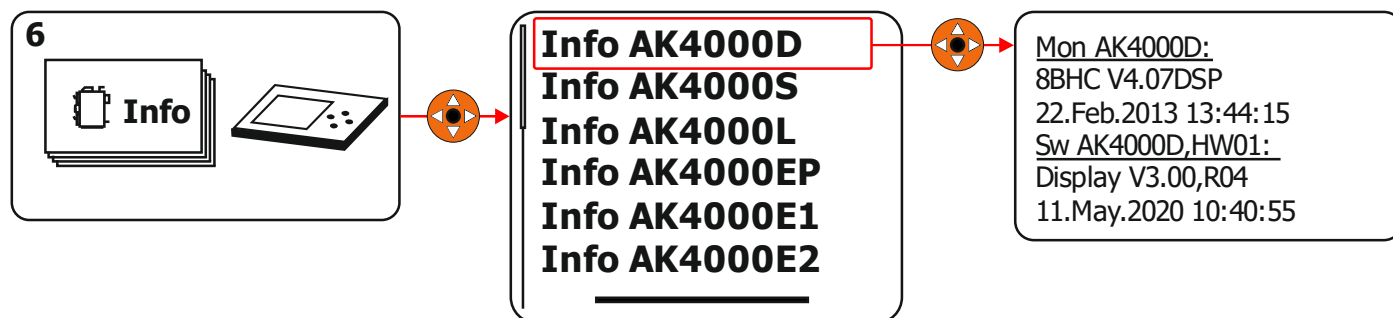 6
Info
Info AK4000D
Info AK4000S
Info AK4000L
Info AK4000EP
Info AK4000E1
Info AK4000E2
Mon AK4000D:
8BHC V4.07DSP
22.Feb.2013 13:44:15
Sw AK4000D,HW01:
Display V3.00,R04
11.May.2020 10:40:55